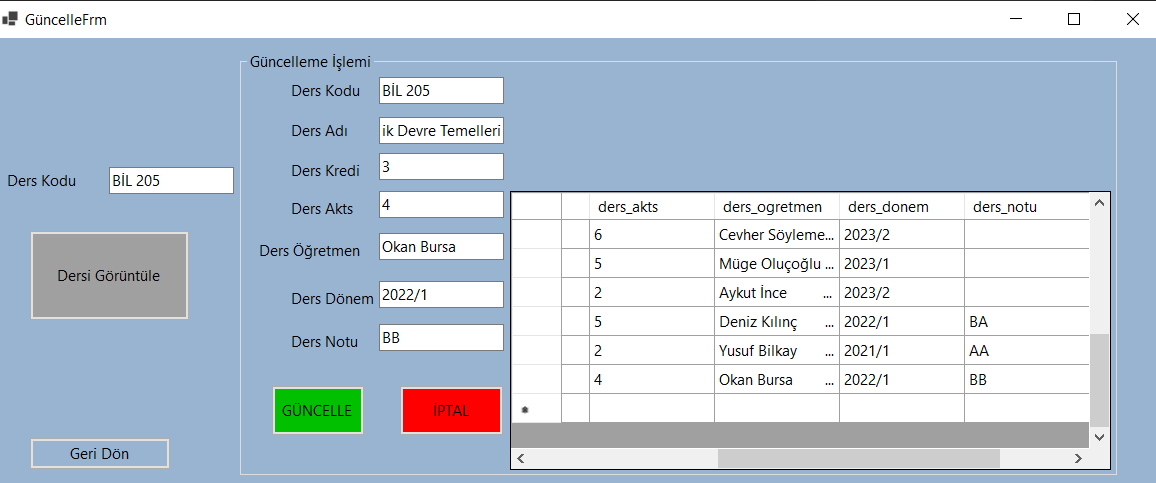 GüncelleFrm
Güncelleme İşlemi
Ders Kodu BİL 205
Ders Adı ik Devre Temelleri
Ders Kredi 3
Ders Kodu BİL 205
Ders Akts 4
Ders Öğretmen Okan Bursa
Dersi Görüntüle
Ders Dönem 2022/1
Ders Notu BB
GÜNCELLE İPTAL
Geri Dön
ders_akts ders_ogretmen ders_donem ders_notu
6 Cevher Söyleme... 2023/2
5 Müge Oluçoğlu ... 2023/1
2 Aykut İnce ... 2023/2
5 Deniz Kılınç ... 2022/1 BA
2 Yusuf Bilkay ... 2021/1 AA
4 Okan Bursa ... 2022/1 BB